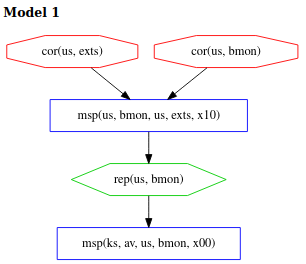 Model 1
cor(us, exts)
cor(us, bmon)
msp(us, bmon, us, exts, x10)
rep(us, bmon)
msp(ks, av, us, bmon, x00)